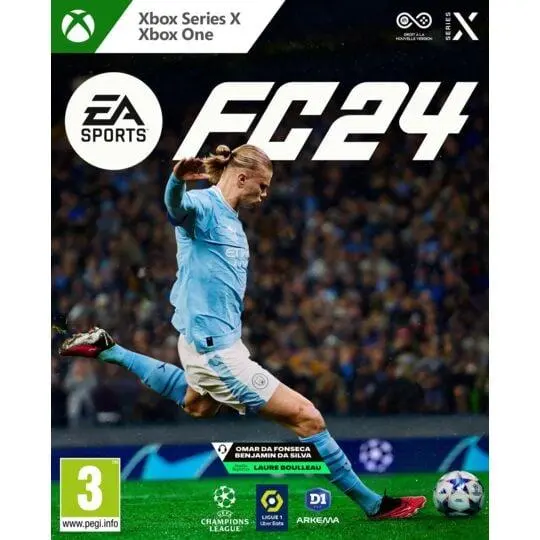 Xbox Series X
Xbox One
DROIT À LA
NOUVELLE VERSION
SERIES X
EA
SPORTS
FC24
OMAR DA FONSECA
BENJAMIN DA SILVA
LAURE BOULLEAU
3
www.pegi.info
CHAMPIONS
LEAGUE
LIGUE 1
Uber Eats
D1
ARKEMA